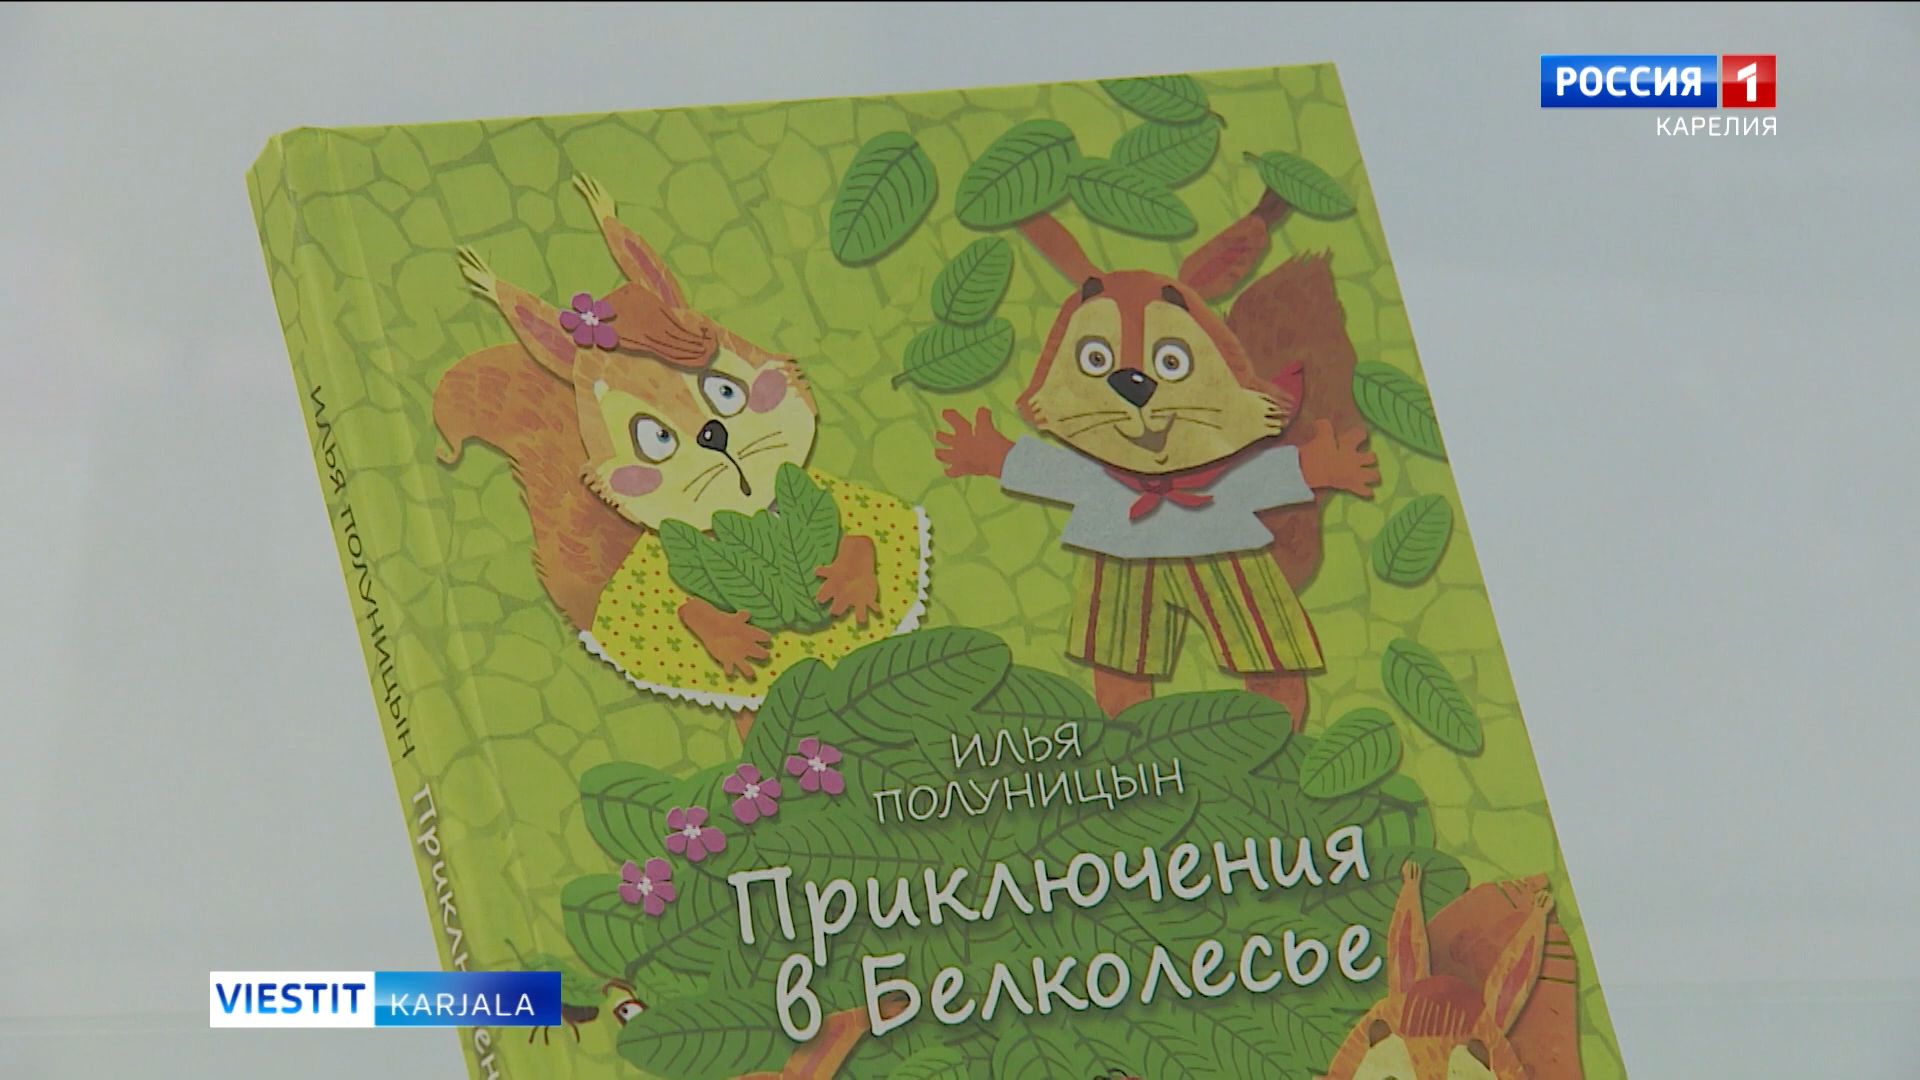 РОССИЯ 1
КАРЕЛИЯ
ИЛЬЯ ПОЛУНИЦЫН
ИЛЬЯ
ПОЛУНИЦЫН
Приключения
в Белколесье
VIESTIT KARJALA